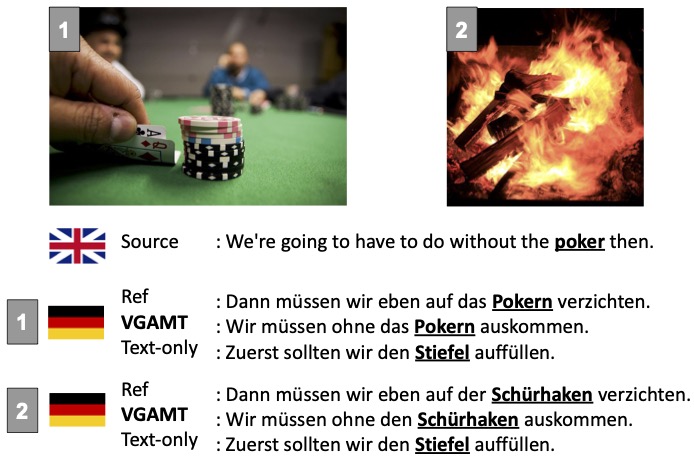 1
2
Source : We're going to have to do without the poker then.
1
Ref : Dann müssen wir eben auf das Pokern verzichten.
VGAMT : Wir müssen ohne das Pokern auskommen.
Text-only : Zuerst sollten wir den Stiefel auffüllen.
2
Ref : Dann müssen wir eben auf der Schürhaken verzichten.
VGAMT : Wir müssen ohne den Schürhaken auskommen.
Text-only : Zuerst sollten wir den Stiefel auffüllen.